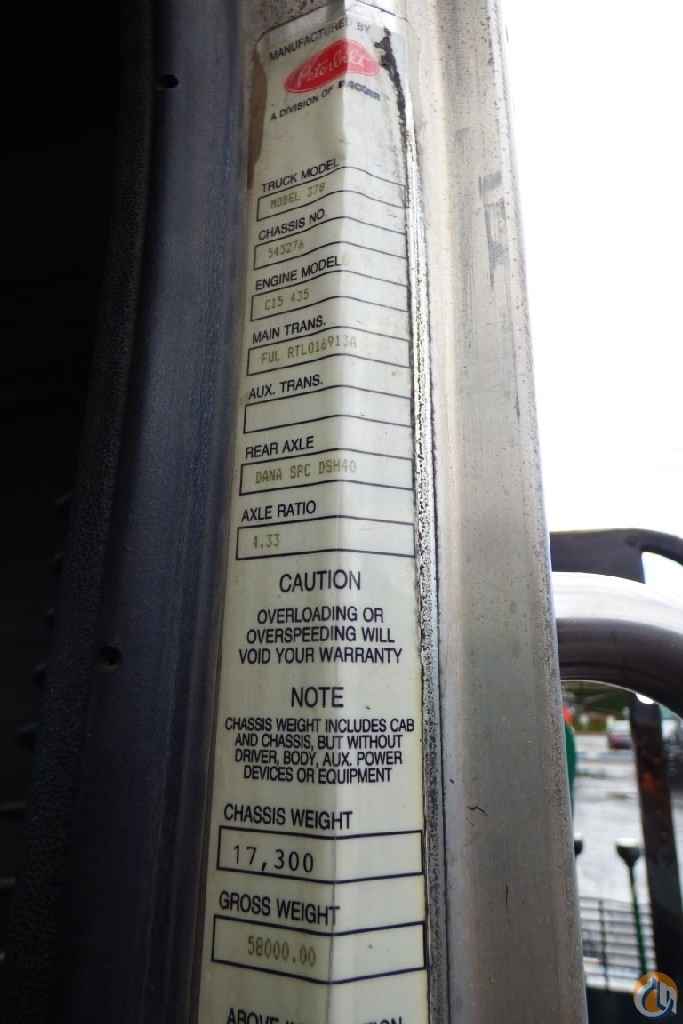 MANUFACTURED BY
Peterbilt
A DIVISION OF PACCAR
TRUCK MODEL
MODEL 378
CHASSIS NO
543276
ENGINE MODEL
C15 435
MAIN TRANS.
FUL RTLO16913A
AUX. TRANS.
REAR AXLE
DANA SPC DSH40
AXLE RATIO
4.33
CAUTION
OVERLOADING OR
OVERSPEEDING WILL
VOID YOUR WARRANTY
NOTE
CHASSIS WEIGHT INCLUDES CAB
AND CHASSIS, BUT WITHOUT
DRIVER, BODY, AUX. POWER
DEVICES OR EQUIPMENT
CHASSIS WEIGHT
17,300
GROSS WEIGHT
58000.00
ABOVE